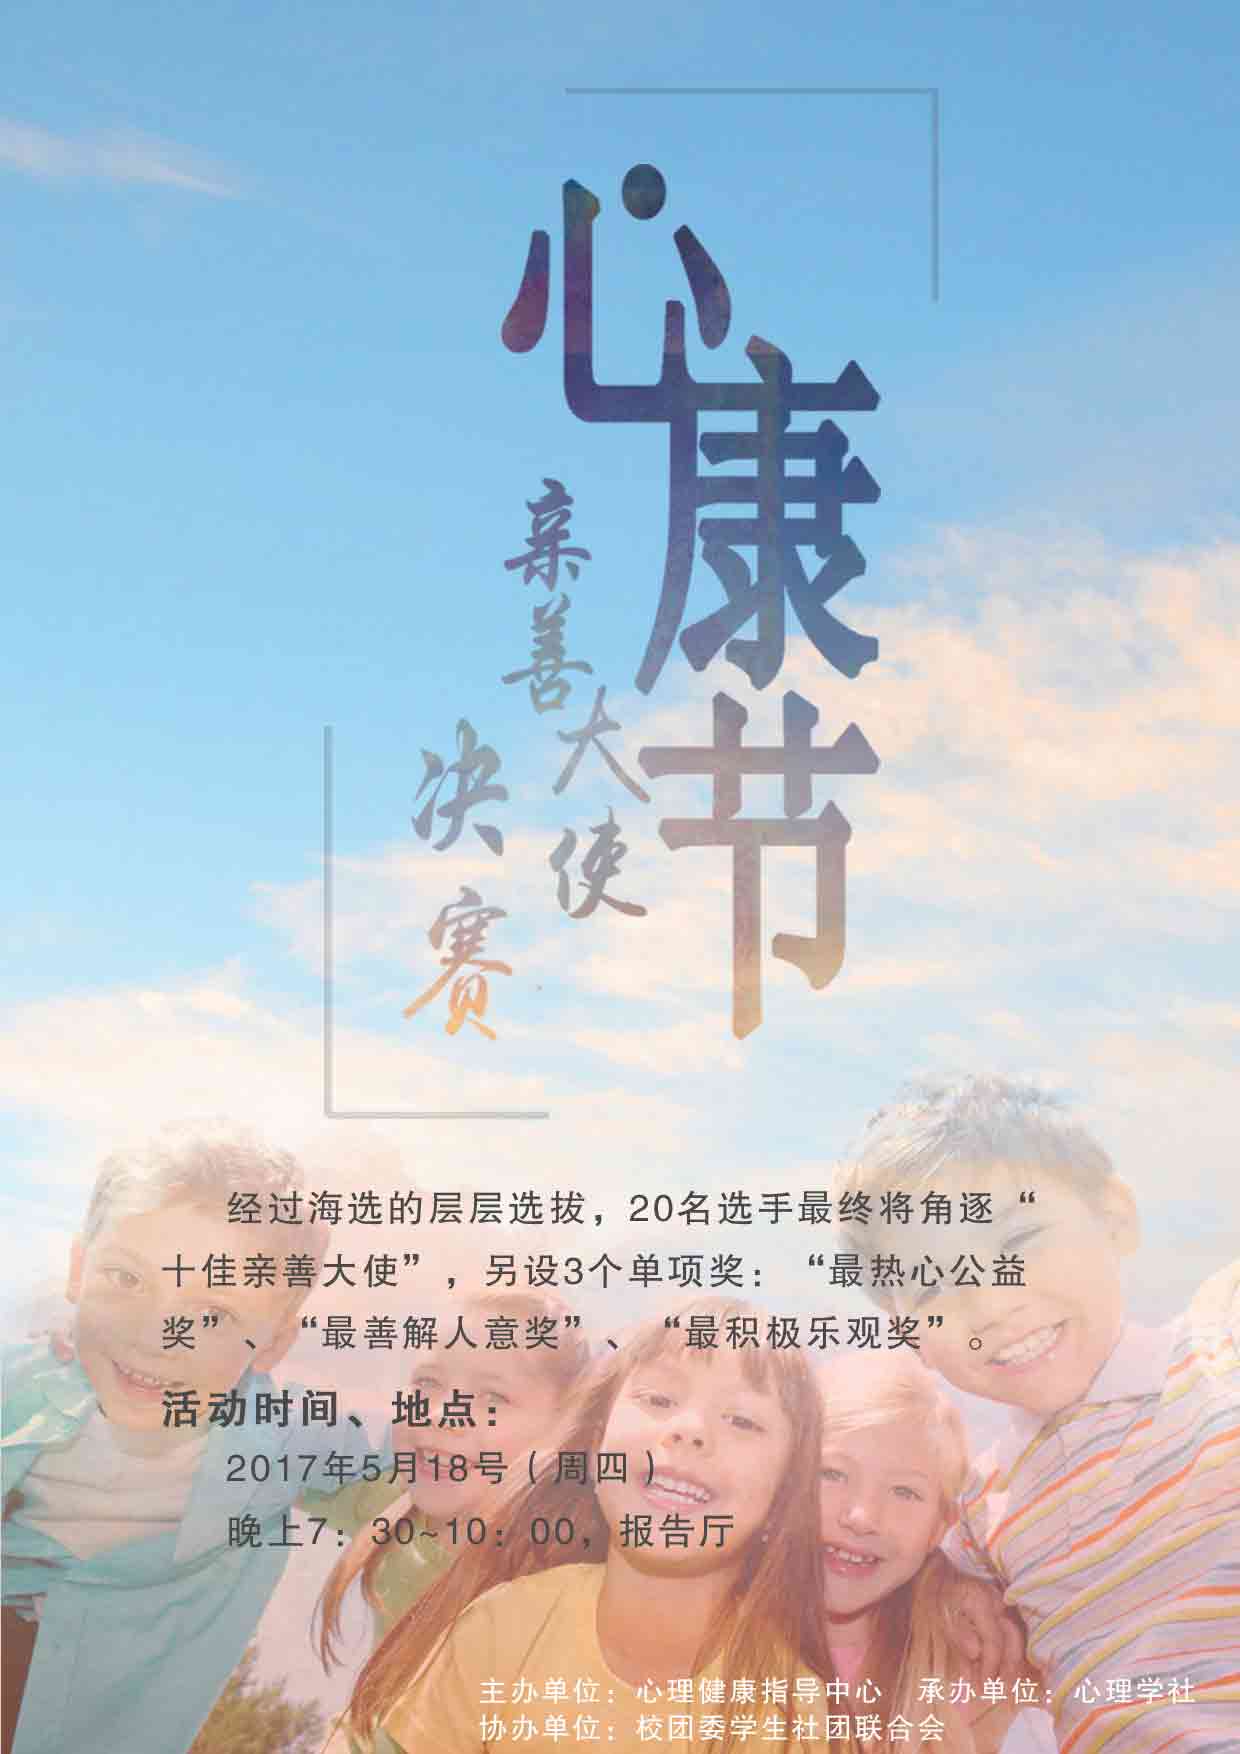 心康节
亲善大使
决赛
经过海选的层层选拔，20名选手最终将角逐“
十佳亲善大使”，另设3个单项奖：“最热心公益
奖”、“最善解人意奖”、“最积极乐观奖”。
活动时间、地点：
2017年5月18号（周四）
晚上7：30~10：00，报告厅
主办单位：心理健康指导中心 承办单位：心理学社
协办单位：校团委学生社团联合会